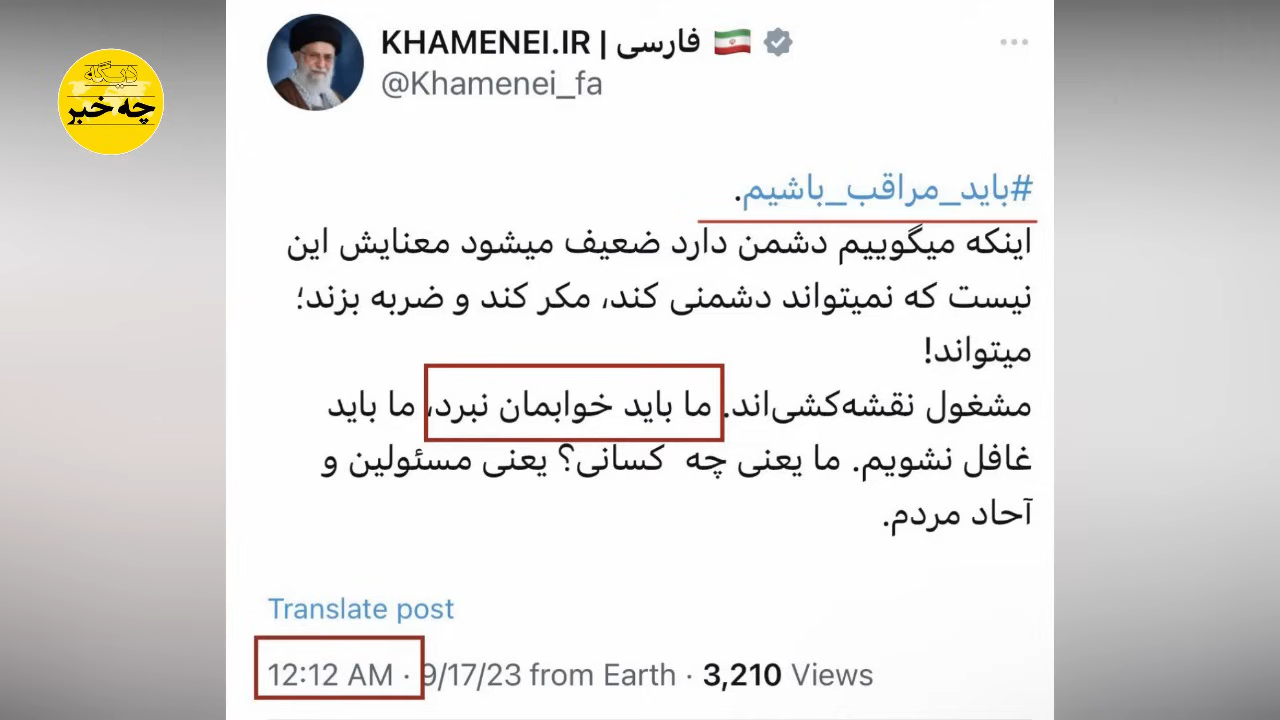 دیگه
چه خبر
KHAMENEI.IR | فارسی
@Khamenei_fa
#باید_مراقب_باشیم.
اینکه میگوییم دشمن دارد ضعیف میشود معنایش این
نیست که نمیتواند دشمنی کند، مکر کند و ضربه بزند؛
میتواند!
مشغول نقشه‌کشی‌اند. ما باید خوابمان نبرد، ما باید
غافل نشویم. ما یعنی چه کسانی؟ یعنی مسئولین و
آحاد مردم.
Translate post
12:12 AM · 9/17/23 from Earth · 3,210 Views